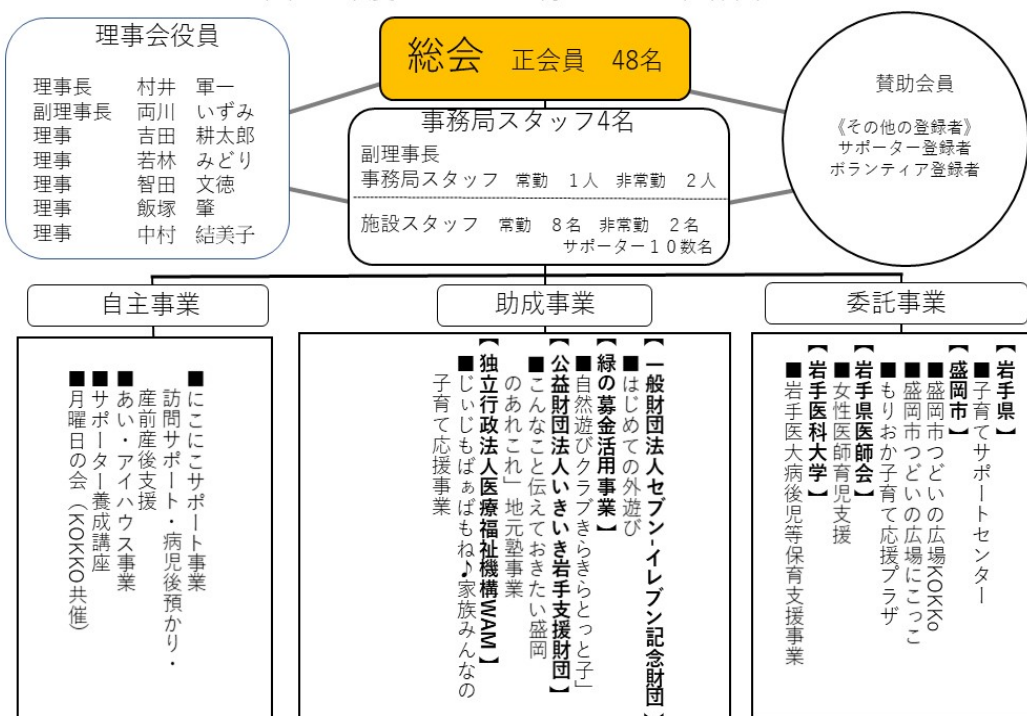 理事会役員
理事長 村井 軍一
副理事長 両川 いずみ
理事 吉田 耕太郎
理事 若林 みどり
理事 智田 文徳
理事 飯塚 肇
理事 中村 結美子
総会 正会員 48名
事務局スタッフ4名
副理事長
事務局スタッフ 常勤 1人 非常勤 2人
施設スタッフ 常勤 8名 非常勤 2名
サポーター10数名
賛助会員
《その他の登録者》
サポーター登録者
ボランティア登録者
自主事業
■にこにこサポート事業
訪問サポート・病児後預かり・
産前産後支援
■あい・アイハウス事業
■サポーター養成講座
■月曜日の会（KOKKO共催）
助成事業
【一般財団法人セブン-イレブン記念財団】
■はじめての外遊び
【緑の募金活用事業】
■自然遊びクラブきらきらとっと子」
【公益財団法人いきいき岩手支援財団】
■こんなこと伝えておきたい盛岡
のあれこれ」地元塾事業
【独立行政法人医療福祉機構WAM】
■じぃじもばぁばもね♪家族みんなの
子育て応援事業
委託事業
【岩手県】
■子育てサポートセンター
【盛岡市】
■盛岡市つどいの広場KOKKO
■盛岡市つどいの広場にこっこ
■もりおか子育て応援プラザ
【岩手県医師会】
■女性医師育児支援
【岩手医科大学】
■岩手医大病後児等保育支援事業